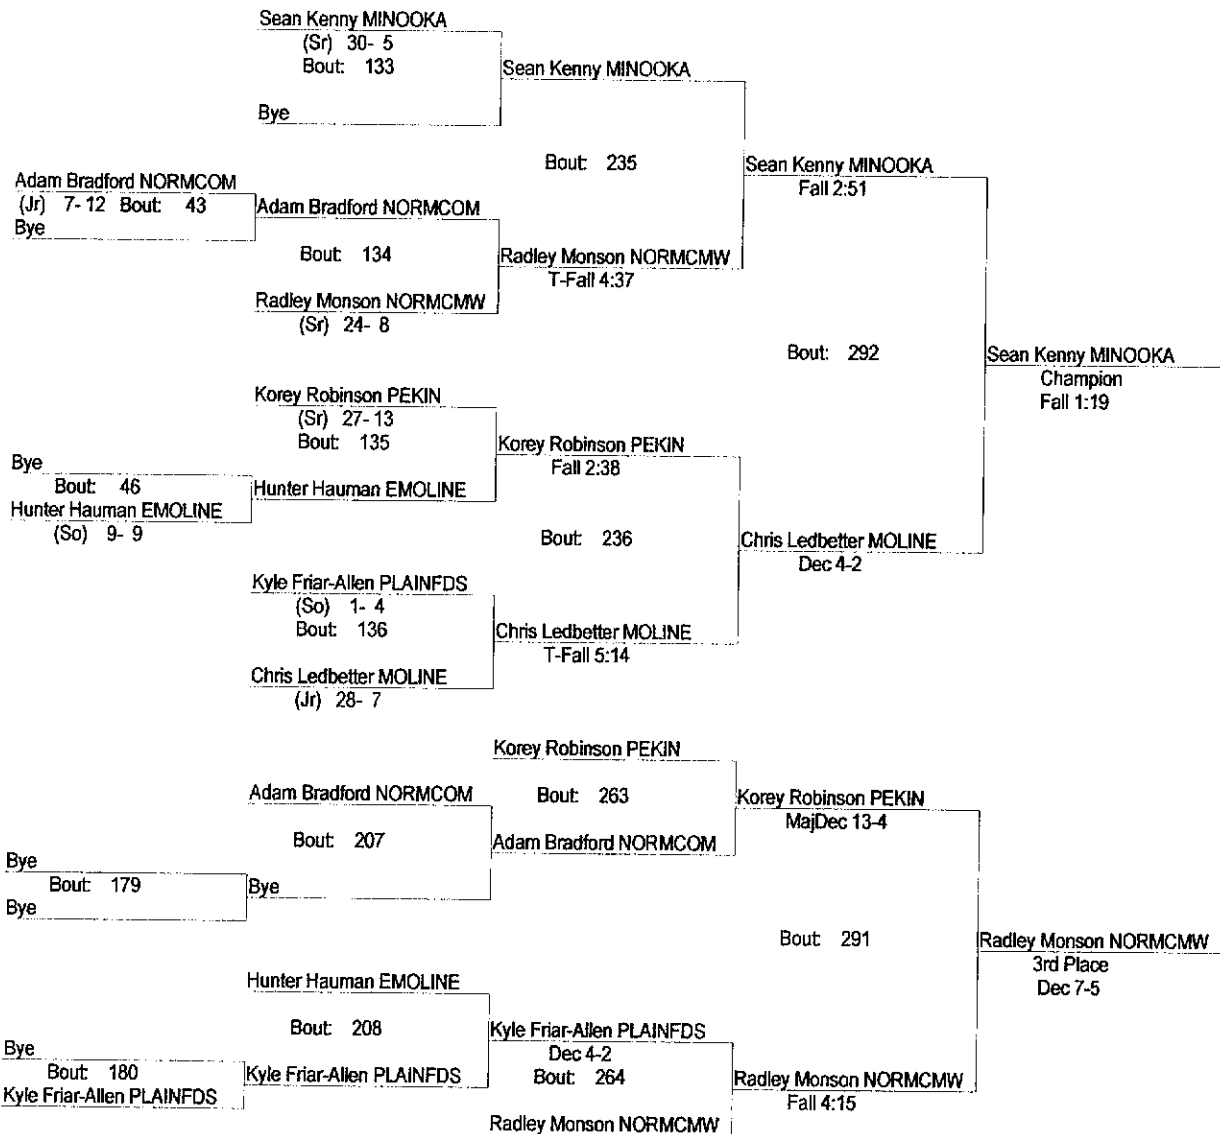 Sean Kenny MINOOKA
(Sr) 30- 5
Bout: 133
Sean Kenny MINOOKA
Bye
Bout: 235
Sean Kenny MINOOKA
Fall 2:51
Adam Bradford NORMCOM
(Jr) 7- 12 Bout: 43
Bye
Adam Bradford NORMCOM
Bout: 134
Radley Monson NORMCMW
T-Fall 4:37
Radley Monson NORMCMW
(Sr) 24- 8
Bout: 292
Sean Kenny MINOOKA
Champion
Fall 1:19
Korey Robinson PEKIN
(Sr) 27- 13
Bout: 135
Korey Robinson PEKIN
Fall 2:38
Bye
Bout: 46
Hunter Hauman EMOLINE
(So) 9- 9
Hunter Hauman EMOLINE
Bout: 236
Chris Ledbetter MOLINE
Dec 4-2
Kyle Friar-Allen PLAINFDS
(So) 1- 4
Bout: 136
Chris Ledbetter MOLINE
T-Fall 5:14
Chris Ledbetter MOLINE
(Jr) 28- 7
Korey Robinson PEKIN
Adam Bradford NORMCOM
Bout: 263
Korey Robinson PEKIN
MajDec 13-4
Bout: 207
Adam Bradford NORMCOM
Bye
Bout: 179
Bye
Bye
Bout: 291
Radley Monson NORMCMW
3rd Place
Dec 7-5
Hunter Hauman EMOLINE
Bout: 208
Kyle Friar-Allen PLAINFDS
Dec 4-2
Bout: 264
Bye
Bout: 180
Kyle Friar-Allen PLAINFDS
Kyle Friar-Allen PLAINFDS
Radley Monson NORMCMW
Fall 4:15
Radley Monson NORMCMW